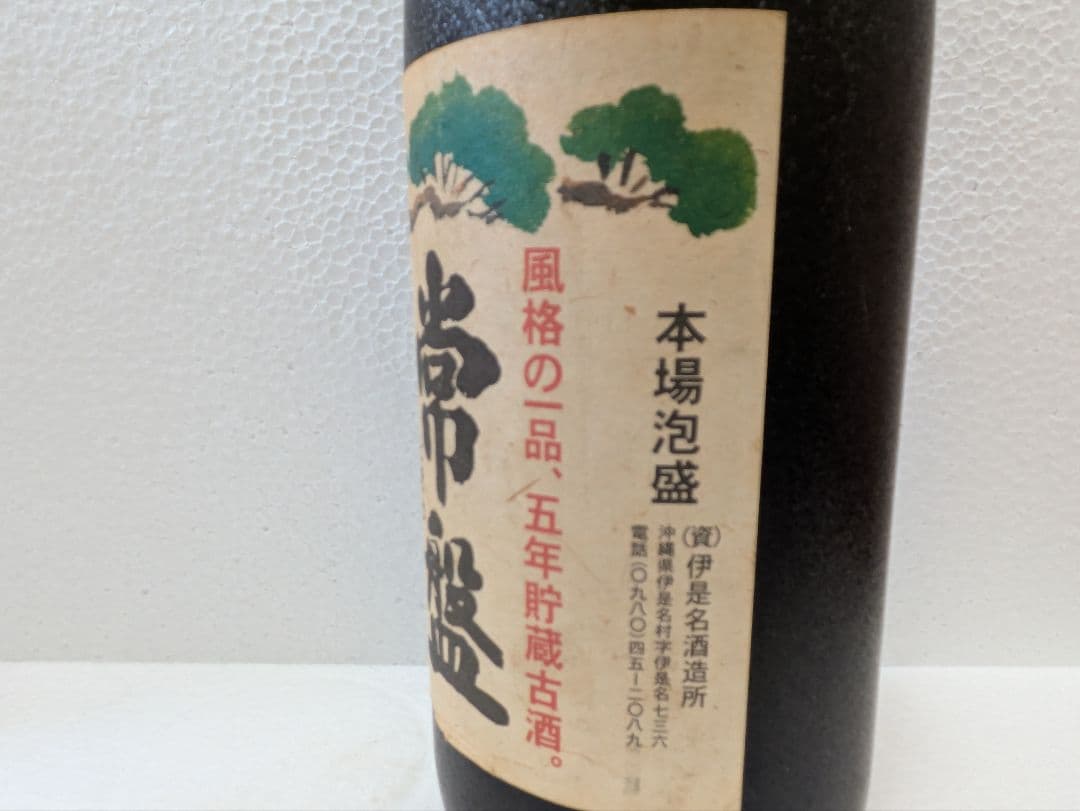 本場泡盛
(資)伊是名酒造所
沖縄県伊是名村字伊是名七三六
電話(〇九八〇)四五ー二〇八九
風格の一品、五年貯蔵古酒。
常盤